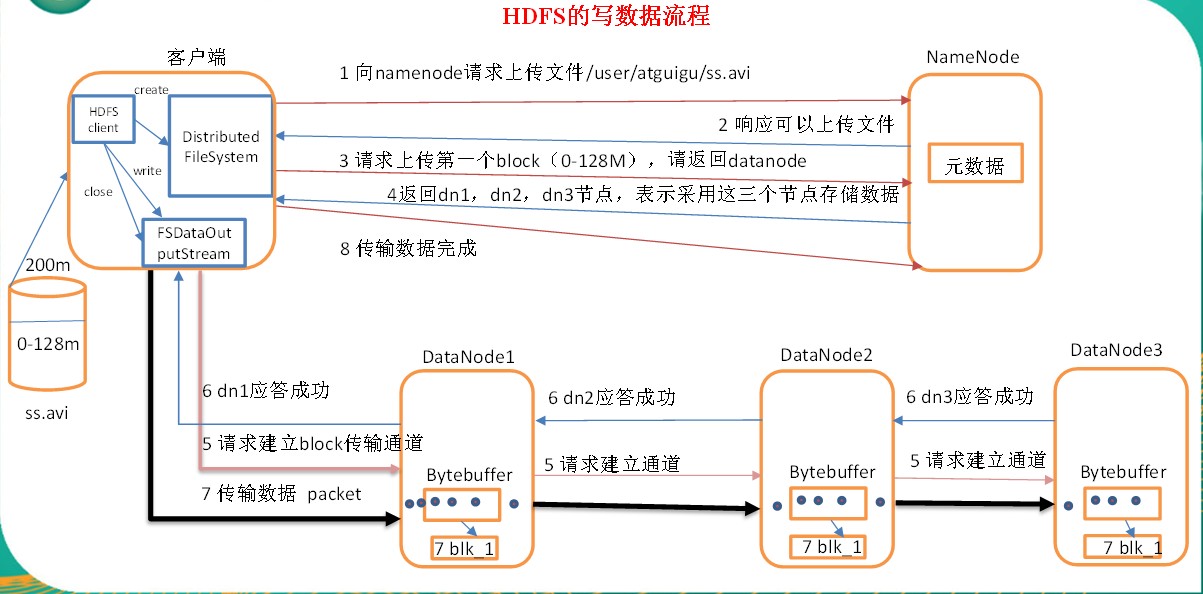 HDFS的写数据流程
客户端
NameNode
1 向namenode请求上传文件/user/atguigu/ss.avi
create
HDFS
client
Distributed
FileSystem
2 响应可以上传文件
3 请求上传第一个block（0-128M），请返回datanode
元数据
write
close
4返回dn1，dn2，dn3节点，表示采用这三个节点存储数据
FSDataOut
putStream
8 传输数据完成
200m
0-128m
ss.avi
DataNode1
DataNode2
DataNode3
6 dn1应答成功
6 dn2应答成功
6 dn3应答成功
5 请求建立block传输通道
5 请求建立通道
5 请求建立通道
Bytebuffer
Bytebuffer
Bytebuffer
7 传输数据 packet
7 blk_1
7 blk_1
7 blk_1